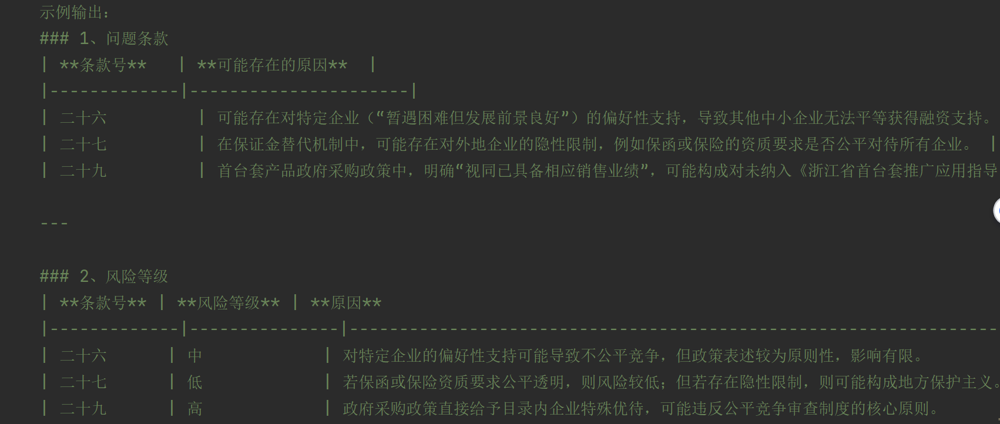 示例输出：
### 1、问题条款
| **条款号** | **可能存在的原因** |
|-------------|----------------------|
| 二十六 | 可能存在对特定企业（“暂遇困难但发展前景良好”）的偏好性支持，导致其他中小企业无法平等获得融资支持。
| 二十七 | 在保证金替代机制中，可能存在对外地企业的隐性限制，例如保函或保险的资质要求是否公平对待所有企业。 |
| 二十九 | 首台套产品政府采购政策中，明确“视同已具备相应销售业绩”，可能构成对未纳入《浙江省首台套推广应用指导
---
### 2、风险等级
| **条款号** | **风险等级** | **原因**
|-------------|---------------|-----------------------------------------------------------------
| 二十六 | 中 | 对特定企业的偏好性支持可能导致不公平竞争，但政策表述较为原则性，影响有限。
| 二十七 | 低 | 若保函或保险资质要求公平透明，则风险较低；但若存在隐性限制，则可能构成地方保护主义。
| 二十九 | 高 | 政府采购政策直接给予目录内企业特殊优待，可能违反公平竞争审查制度的核心原则。